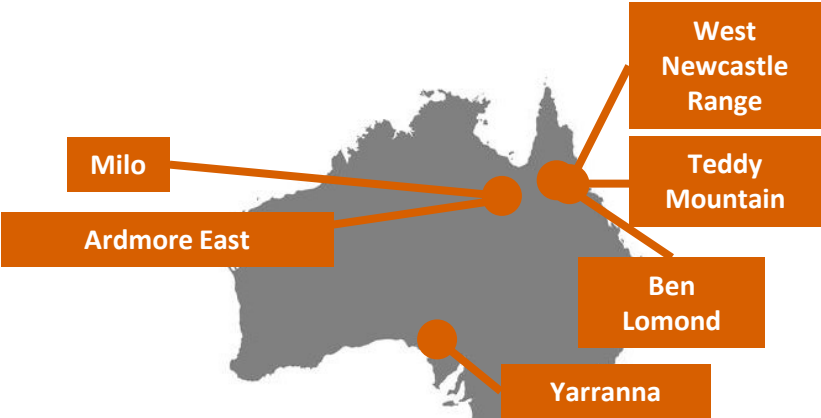 West
Newcastle
Range
Milo
Teddy
Mountain
Ardmore East
Ben
Lomond
Yarranna